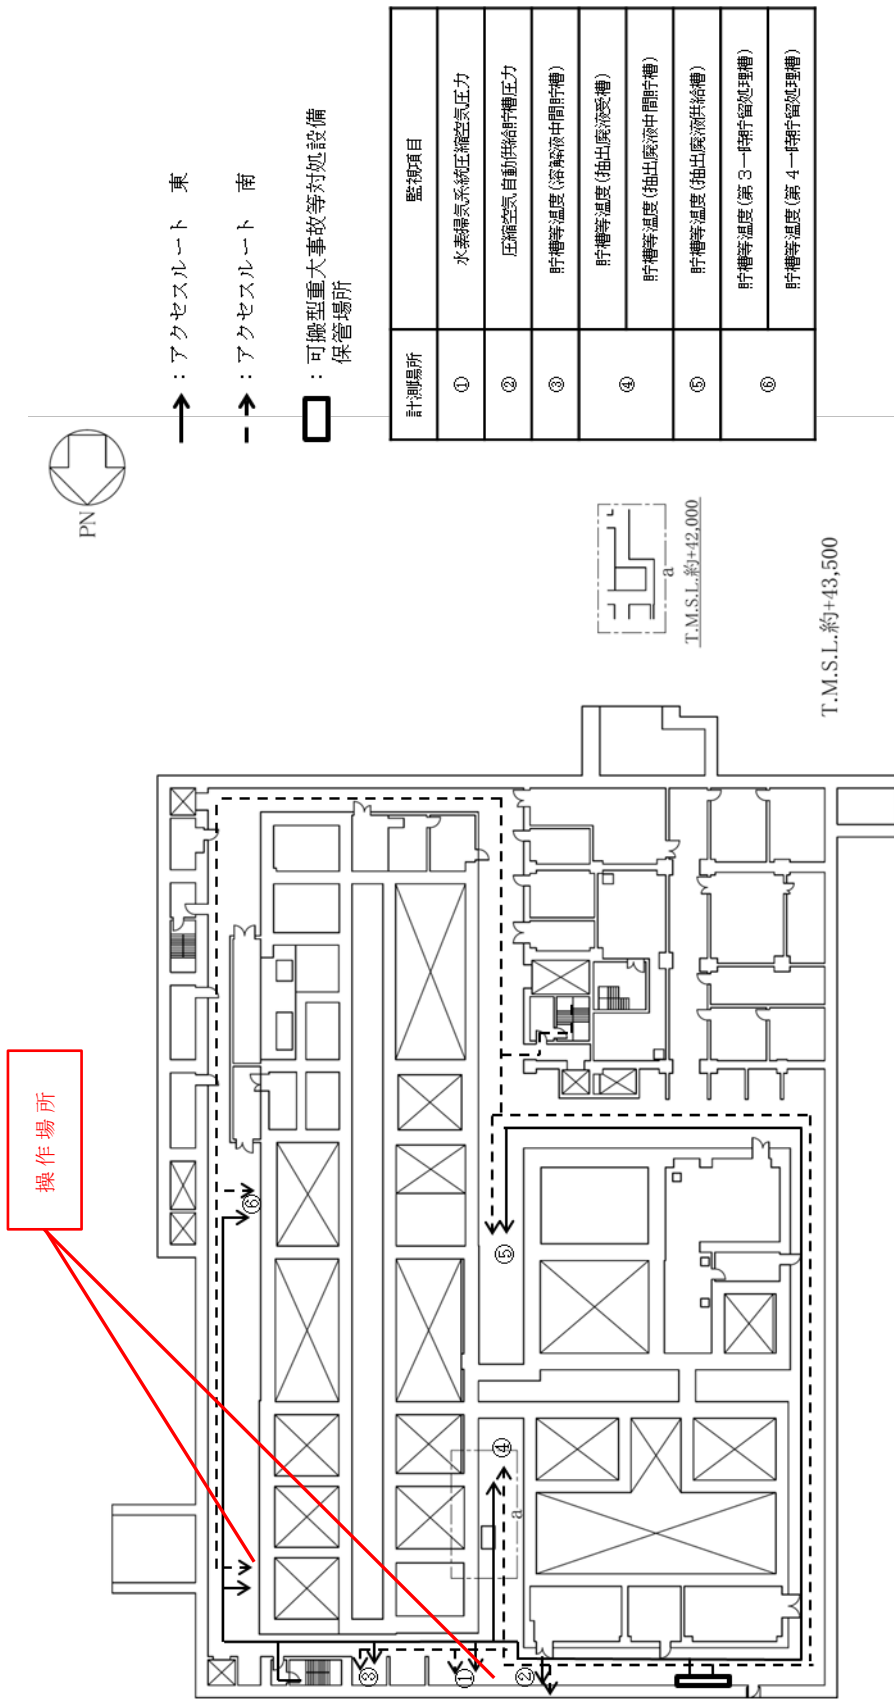 PN
: アクセスルート 東
: アクセスルート 南
: 可搬型重大事故等対処設備
保管場所
計測場所 監視項目
① 水素掃気系統圧縮空気圧力
② 圧縮空気自動供給貯槽圧力
③ 貯槽等温度(溶解液中間貯槽)
④ 貯槽等温度(抽出廃液受槽)
貯槽等温度(抽出廃液中間貯槽)
⑤ 貯槽等温度(抽出廃液供給槽)
⑥ 貯槽等温度(第3一時貯留処理槽)
貯槽等温度(第4一時貯留処理槽)
a
T.M.S.L.約+42,000
T.M.S.L.約+43,500
操作場所
⑥
⑤
④
a
③
①
②